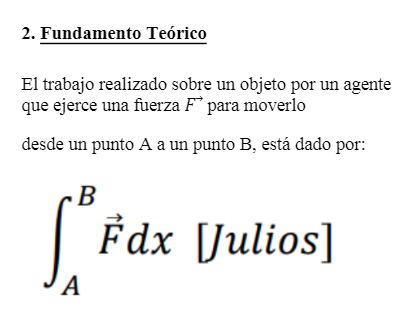 2. Fundamento Teórico
El trabajo realizado sobre un objeto por un agente
que ejerce una fuerza F⃗ para moverlo
desde un punto A a un punto B, está dado por:
∫_A^B F⃗dx [Julios]